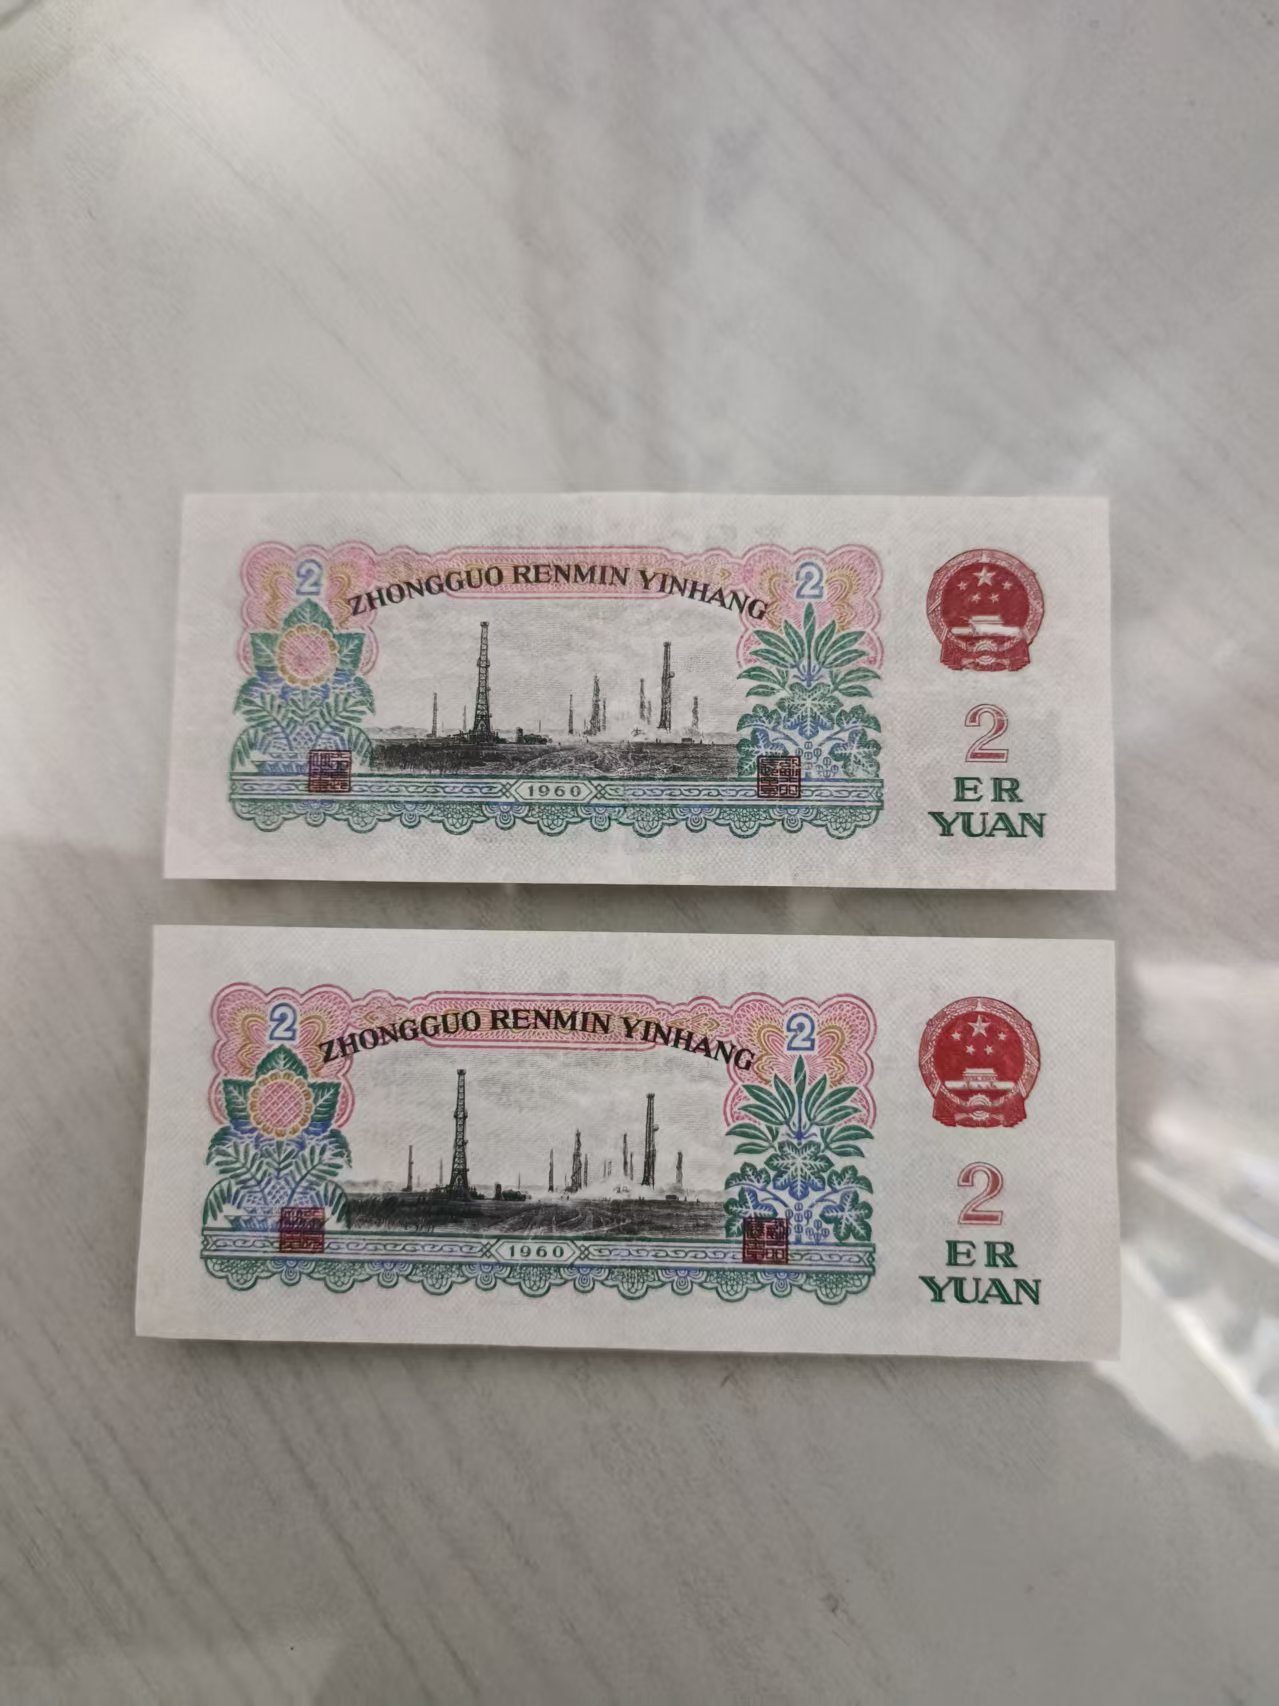 2 ZHONGGUO RENMIN YINHANG 2
1960
2
ER
YUAN
2 ZHONGGUO RENMIN YINHANG 2
1960
2
ER
YUAN